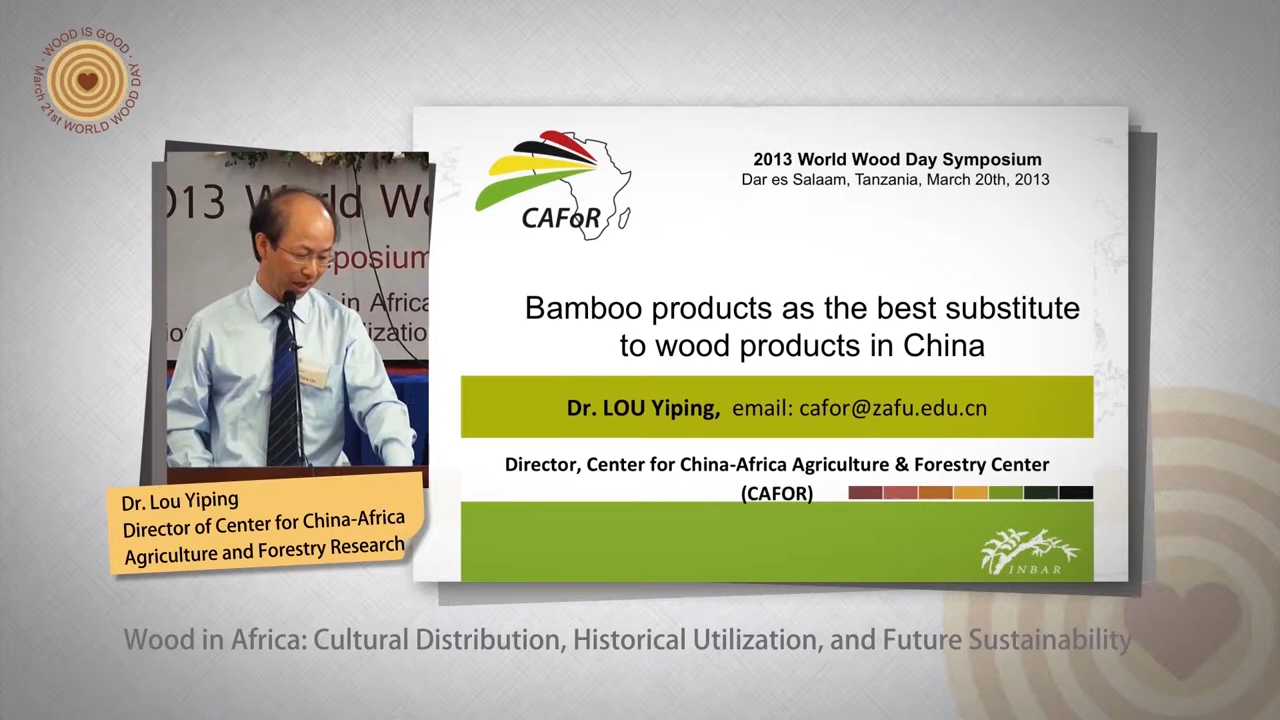 WOOD IS GOOD · March 21st WORLD WOOD DAY ·
2013 World Wood Day Symposium
Dar es Salaam, Tanzania, March 20th, 2013
CAFoR
013 World Wo
posium
in Africa
izatio
Bamboo products as the best substitute
to wood products in China
Dr. LOU Yiping, email: cafor@zafu.edu.cn
Director, Center for China-Africa Agriculture & Forestry Center
(CAFOR)
INBAR
Dr. Lou Yiping
Director of Center for China-Africa
Agriculture and Forestry Research
Wood in Africa: Cultural Distribution, Historical Utilization, and Future Sustainability